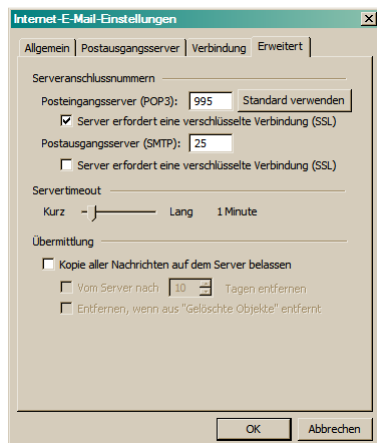 Internet-E-Mail-Einstellungen
Allgemein Postausgangsserver Verbindung Erweitert
Serveranschlussnummern
Posteingangsserver (POP3): 995 Standard verwenden
Server erfordert eine verschlüsselte Verbindung (SSL)
Postausgangsserver (SMTP): 25
Server erfordert eine verschlüsselte Verbindung (SSL)
Servertimeout
Kurz Lang 1 Minute
Übermittlung
Kopie aller Nachrichten auf dem Server belassen
Vom Server nach 10 Tagen entfernen
Entfernen, wenn aus "Gelöschte Objekte" entfernt
OK Abbrechen